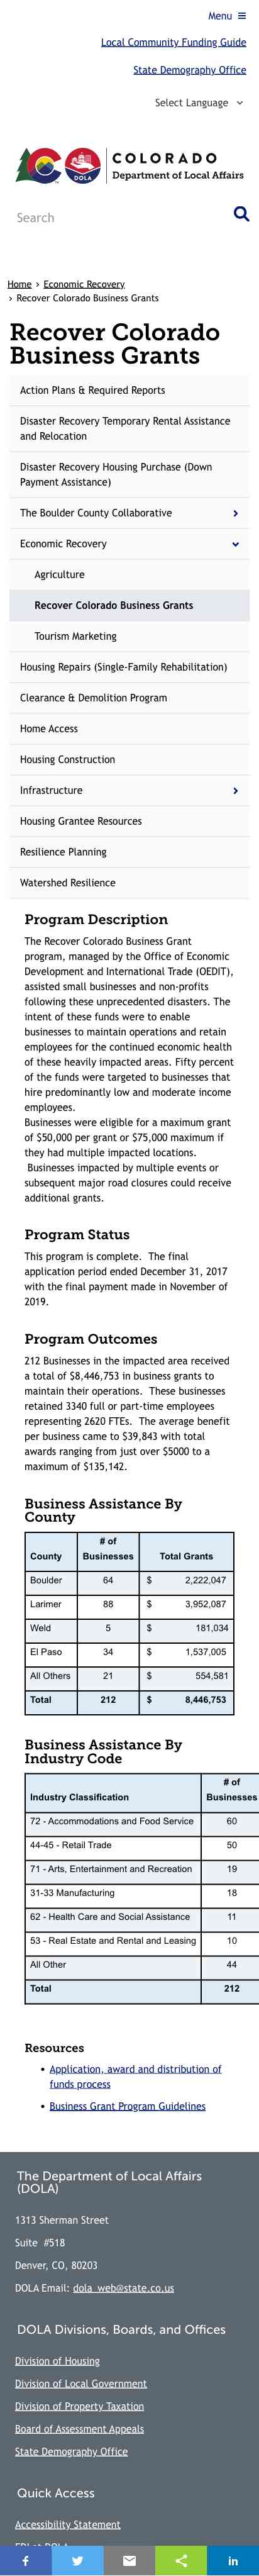 Menu ≡
Local Community Funding Guide
State Demography Office
Select Language
C
DOLA
COLORADO
Department of Local Affairs
Search
Home › Economic Recovery
› Recover Colorado Business Grants
Recover Colorado
Business Grants
Action Plans & Required Reports
Disaster Recovery Temporary Rental Assistance
and Relocation
Disaster Recovery Housing Purchase (Down
Payment Assistance)
The Boulder County Collaborative
Economic Recovery
Agriculture
Recover Colorado Business Grants
Tourism Marketing
Housing Repairs (Single-Family Rehabilitation)
Clearance & Demolition Program
Home Access
Housing Construction
Infrastructure
Housing Grantee Resources
Resilience Planning
Watershed Resilience
Program Description
The Recover Colorado Business Grant
program, managed by the Office of Economic
Development and International Trade (OEDIT),
assisted small businesses and non-profits
following these unprecedented disasters. The
intent of these funds were to enable
businesses to maintain operations and retain
employees for the continued economic health
of these heavily impacted areas. Fifty percent
of the funds were targeted to businesses that
hire predominantly low and moderate income
employees.
Businesses were eligible for a maximum grant
of $50,000 per grant or $75,000 maximum if
they had multiple impacted locations.
Businesses impacted by multiple events or
subsequent major road closures could receive
additional grants.
Program Status
This program is complete. The final
application period ended December 31, 2017
with the final payment made in November of
2019.
Program Outcomes
212 Businesses in the impacted area received
a total of $8,446,753 in business grants to
maintain their operations. These businesses
retained 3340 full or part-time employees
representing 2620 FTEs. The average benefit
per business came to $39,843 with total
awards ranging from just over $5000 to a
maximum of $135,142.
Business Assistance By
County
County # of Businesses Total Grants
Boulder 64 $ 2,222,047
Larimer 88 $ 3,952,087
Weld 5 $ 181,034
El Paso 34 $ 1,537,005
All Others 21 $ 554,581
Total 212 $ 8,446,753
Business Assistance By
Industry Code
Industry Classification # of Businesses
72 - Accommodations and Food Service 60
44-45 - Retail Trade 50
71 - Arts, Entertainment and Recreation 19
31-33 Manufacturing 18
62 - Health Care and Social Assistance 11
53 - Real Estate and Rental and Leasing 10
All Other 44
Total 212
Resources
• Application, award and distribution of
funds process
• Business Grant Program Guidelines
The Department of Local Affairs
(DOLA)
1313 Sherman Street
Suite #518
Denver, CO, 80203
DOLA Email: dola_web@state.co.us
DOLA Divisions, Boards, and Offices
Division of Housing
Division of Local Government
Division of Property Taxation
Board of Assessment Appeals
State Demography Office
Quick Access
Accessibility Statement